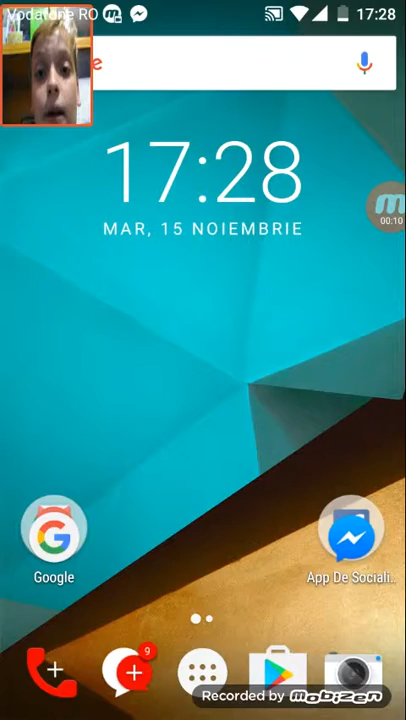 Vodafone RO
17:28
e
17:28
MAR, 15 NOIEMBRIE
00:10
Google
App De Sociali..
9
Recorded by mobizen